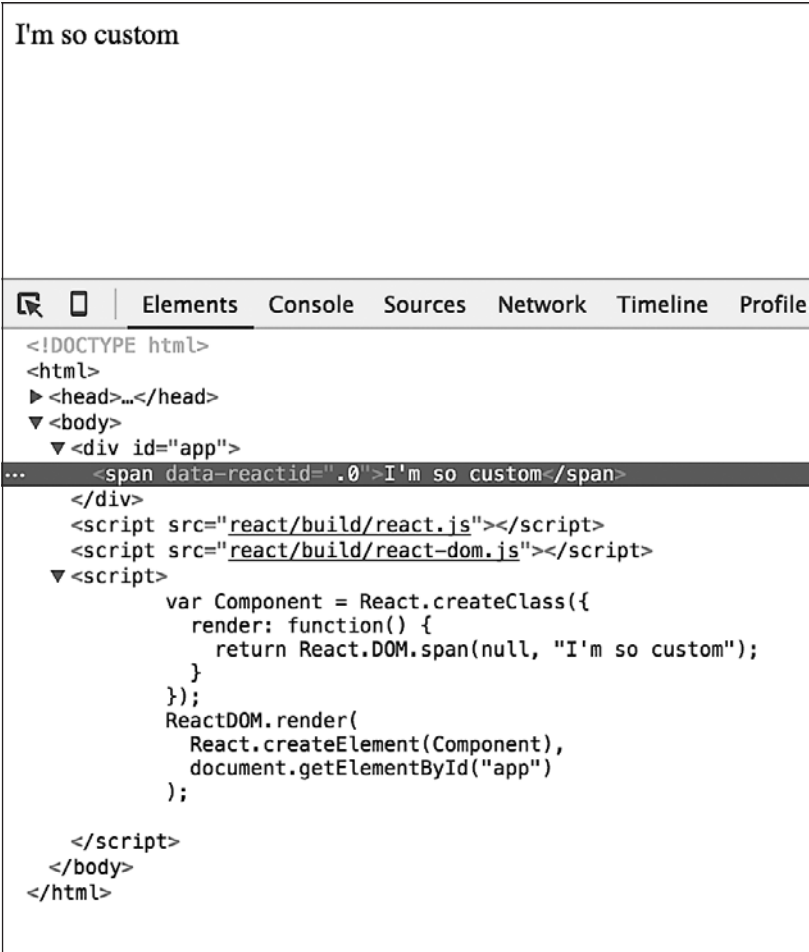 I'm so custom
Elements Console Sources Network Timeline Profile
<!DOCTYPE html>
<html>
<head>…</head>
<body>
<div id="app">
<span data-reactid=".0">I'm so custom</span>
</div>
<script src="react/build/react.js"></script>
<script src="react/build/react-dom.js"></script>
<script>
var Component = React.createClass({
render: function() {
return React.DOM.span(null, "I'm so custom");
}
});
ReactDOM.render(
React.createElement(Component),
document.getElementById("app")
);
</script>
</body>
</html>